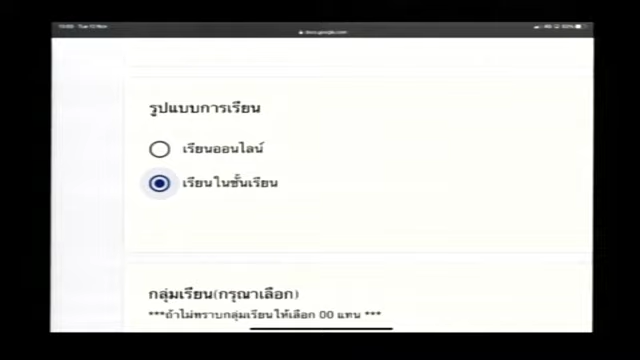 docs.google.com
รูปแบบการเรียน
เรียนออนไลน์
เรียนในชั้นเรียน
กลุ่มเรียน(กรุณาเลือก)
***ถ้าไม่ทราบกลุ่มเรียนให้เลือก 00 แทน ***